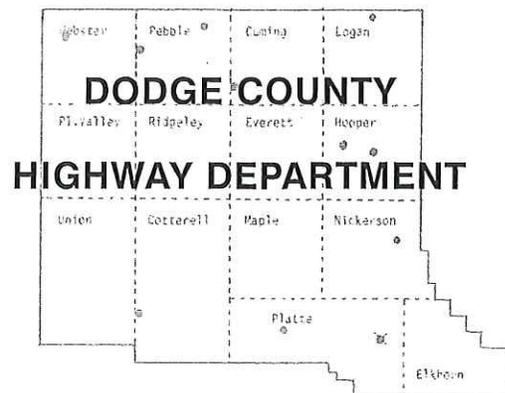 Webster Pebble Cuming Logan
DODGE COUNTY
Pl.Valley Ridgeley Everett Hooper
HIGHWAY DEPARTMENT
Union Cotterell Maple Nickerson
Platte
Elkhorn